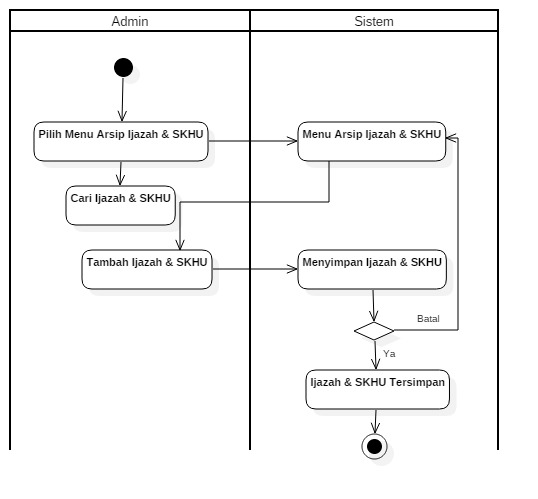 Admin
Sistem
Pilih Menu Arsip Ijazah & SKHU
Menu Arsip Ijazah & SKHU
Cari Ijazah & SKHU
Tambah Ijazah & SKHU
Menyimpan Ijazah & SKHU
Batal
Ya
Ijazah & SKHU Tersimpan